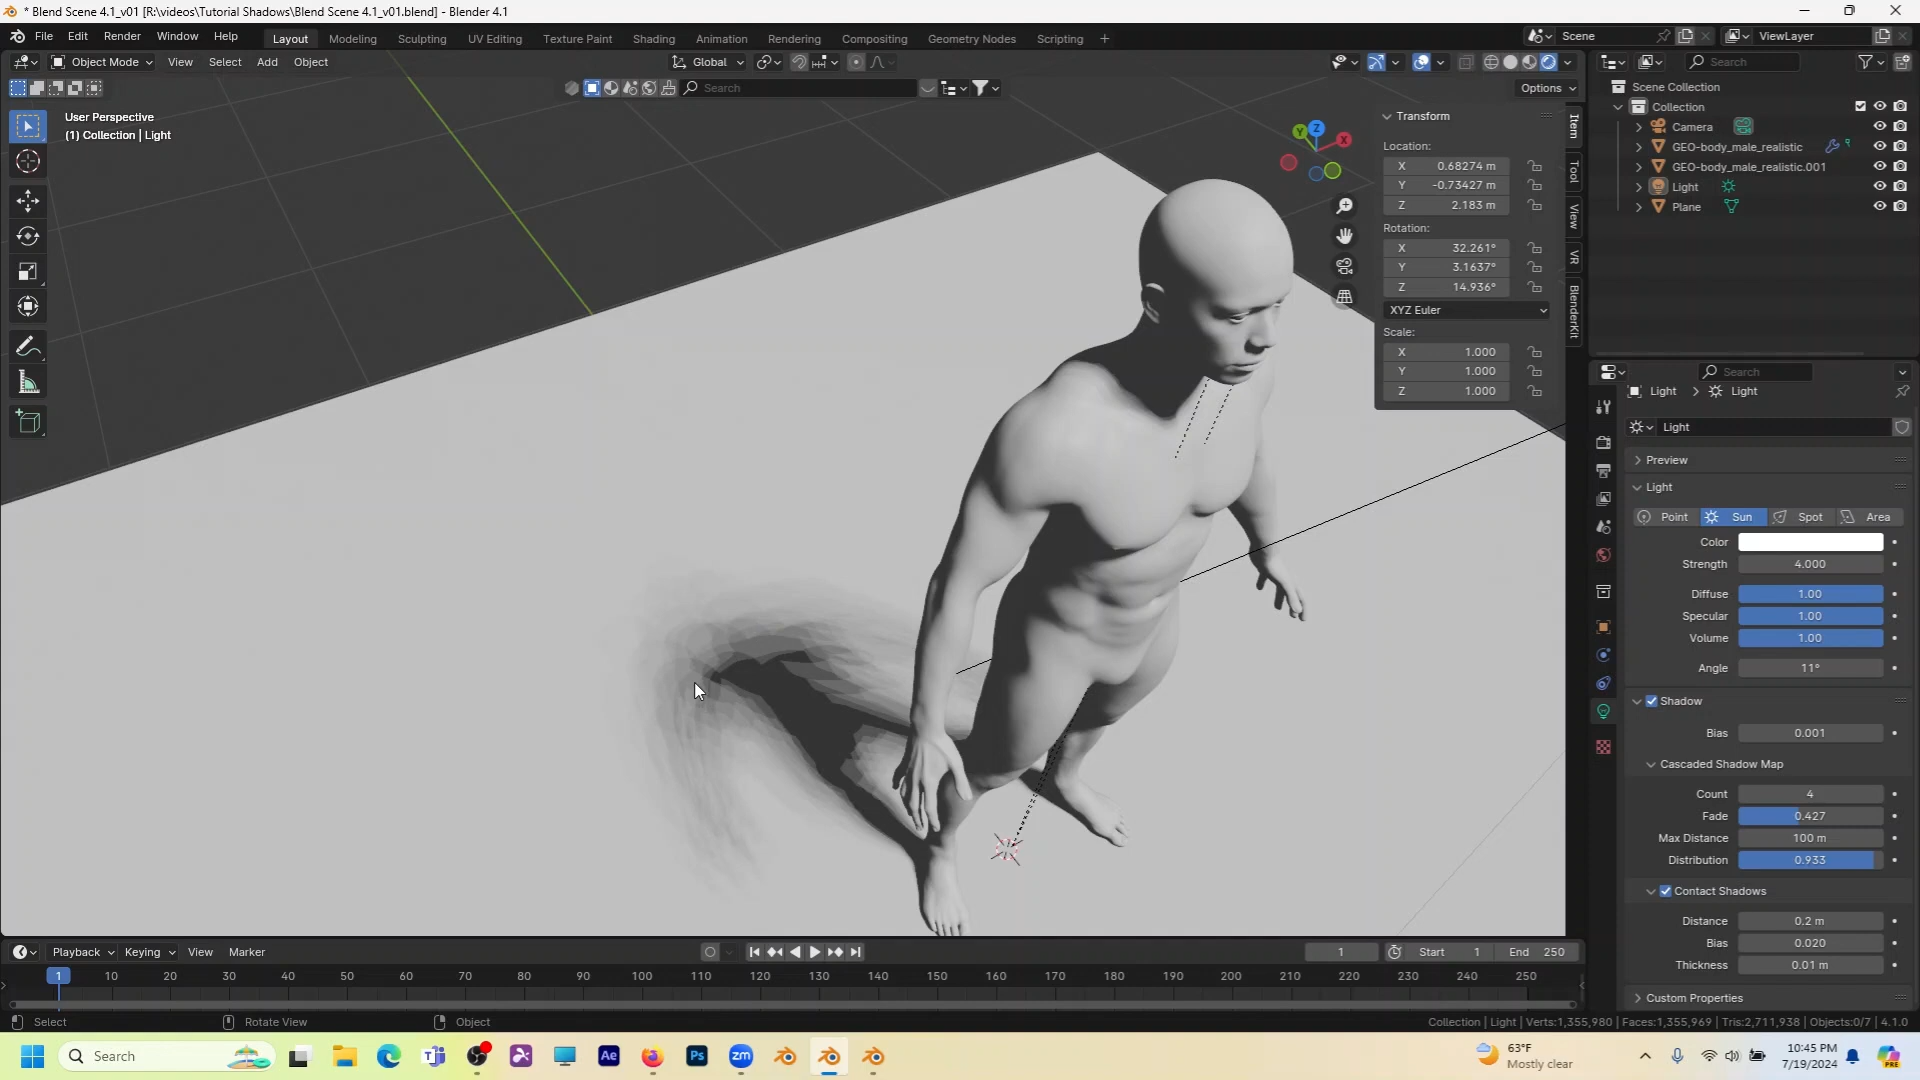 * Blend Scene 4.1_v01 [R:\videos\Tutorial Shadows\Blend Scene 4.1_v01.blend] - Blender 4.1
File Edit Render Window Help Layout Modeling Sculpting UV Editing Texture Paint Shading Animation Rendering Compositing Geometry Nodes Scripting + Scene ViewLayer
Object Mode View Select Add Object Global Search
Search Options
User Perspective
(1) Collection | Light
Y Z X
Transform
Location:
X 0.68274 m
Y -0.73427 m
Z 2.183 m
Rotation:
X 32.261°
Y 3.1637°
Z 14.936°
XYZ Euler
Scale:
X 1.000
Y 1.000
Z 1.000
Item
Tool
View
VR
BlenderKit
Scene Collection
Collection
Camera
GEO-body_male_realistic
GEO-body_male_realistic.001
Light
Plane
Search
Light > Light
Light
Preview
Light
Point Sun Spot Area
Color
Strength 4.000
Diffuse 1.00
Specular 1.00
Volume 1.00
Angle 11°
Shadow
Bias 0.001
Cascaded Shadow Map
Count 4
Fade 0.427
Max Distance 100 m
Distribution 0.933
Contact Shadows
Distance 0.2 m
Bias 0.020
Thickness 0.01 m
Custom Properties
Playback Keying View Marker 1 Start 1 End 250
1 10 20 30 40 50 60 70 80 90 100 110 120 130 140 150 160 170 180 190 200 210 220 230 240 250
Select Rotate View Object Collection | Light | Verts:1,355,980 | Faces:1,355,969 | Tris:2,711,938 | Objects:0/7 | 4.1.0
Search Ae Ps zm 63°F
Mostly clear
10:45 PM
7/19/2024
PRE